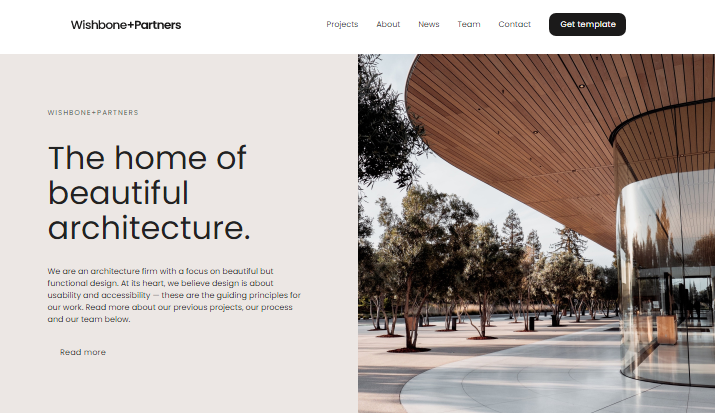 Wishbone+Partners
Projects
About
News
Team
Contact
Get template
WISHBONE+PARTNERS
The home of
beautiful
architecture.
We are an architecture firm with a focus on beautiful but
functional design. At its heart, we believe design is about
usability and accessibility — these are the guiding principles for
our work. Read more about our previous projects, our process
and our team below.
Read more